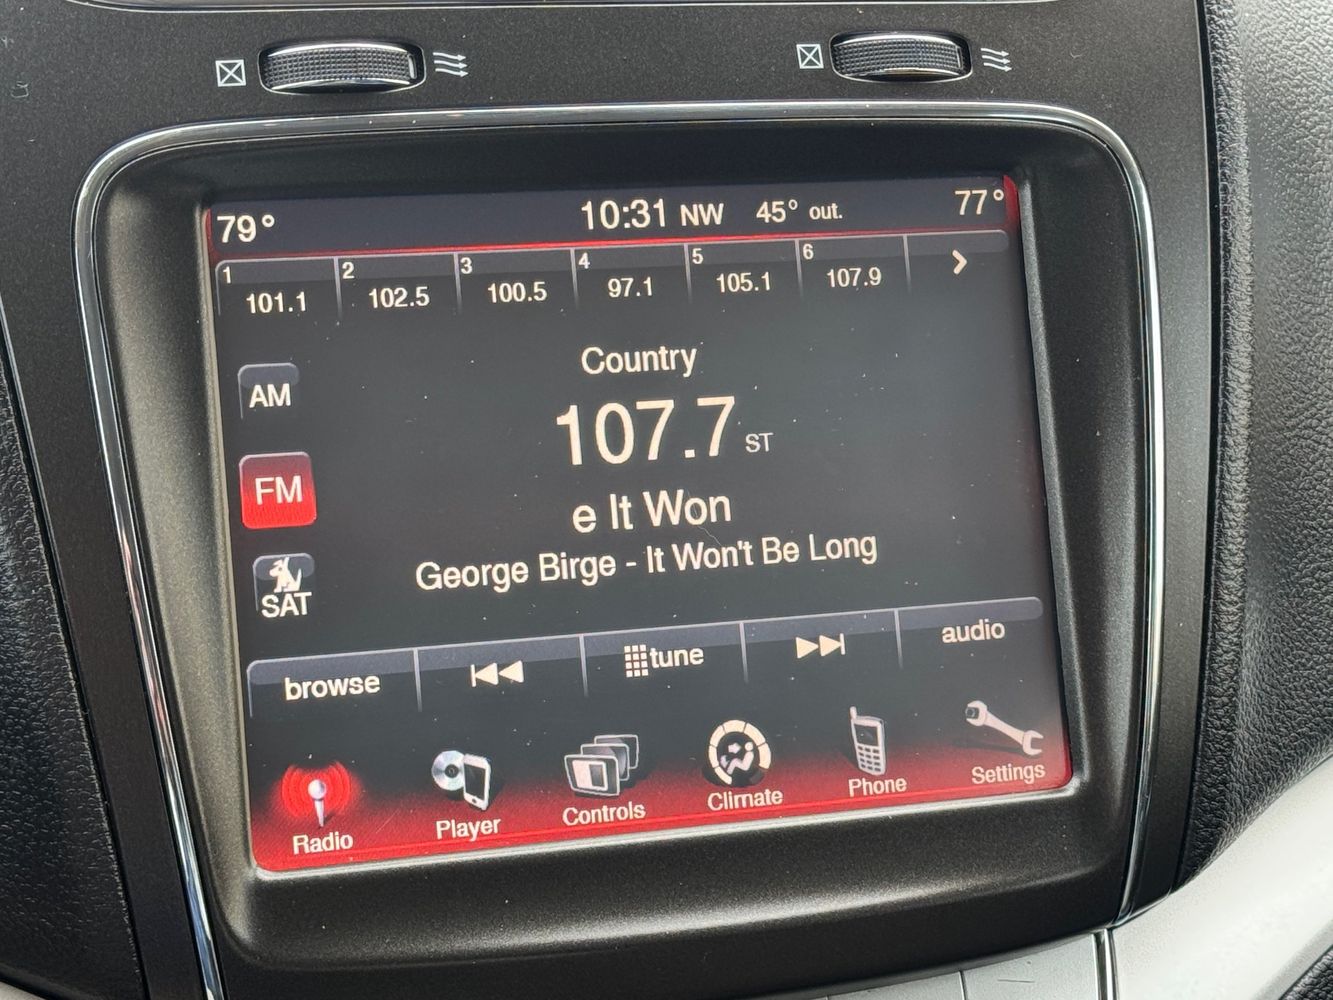 79° 10:31 NW 45° out. 77°
1 2 3 4 5 6
101.1 102.5 100.5 97.1 105.1 107.9
Country
AM
107.7 ST
FM
e It Won
George Birge - It Won't Be Long
SAT
browse tune audio
Radio Player Controls Climate Phone Settings